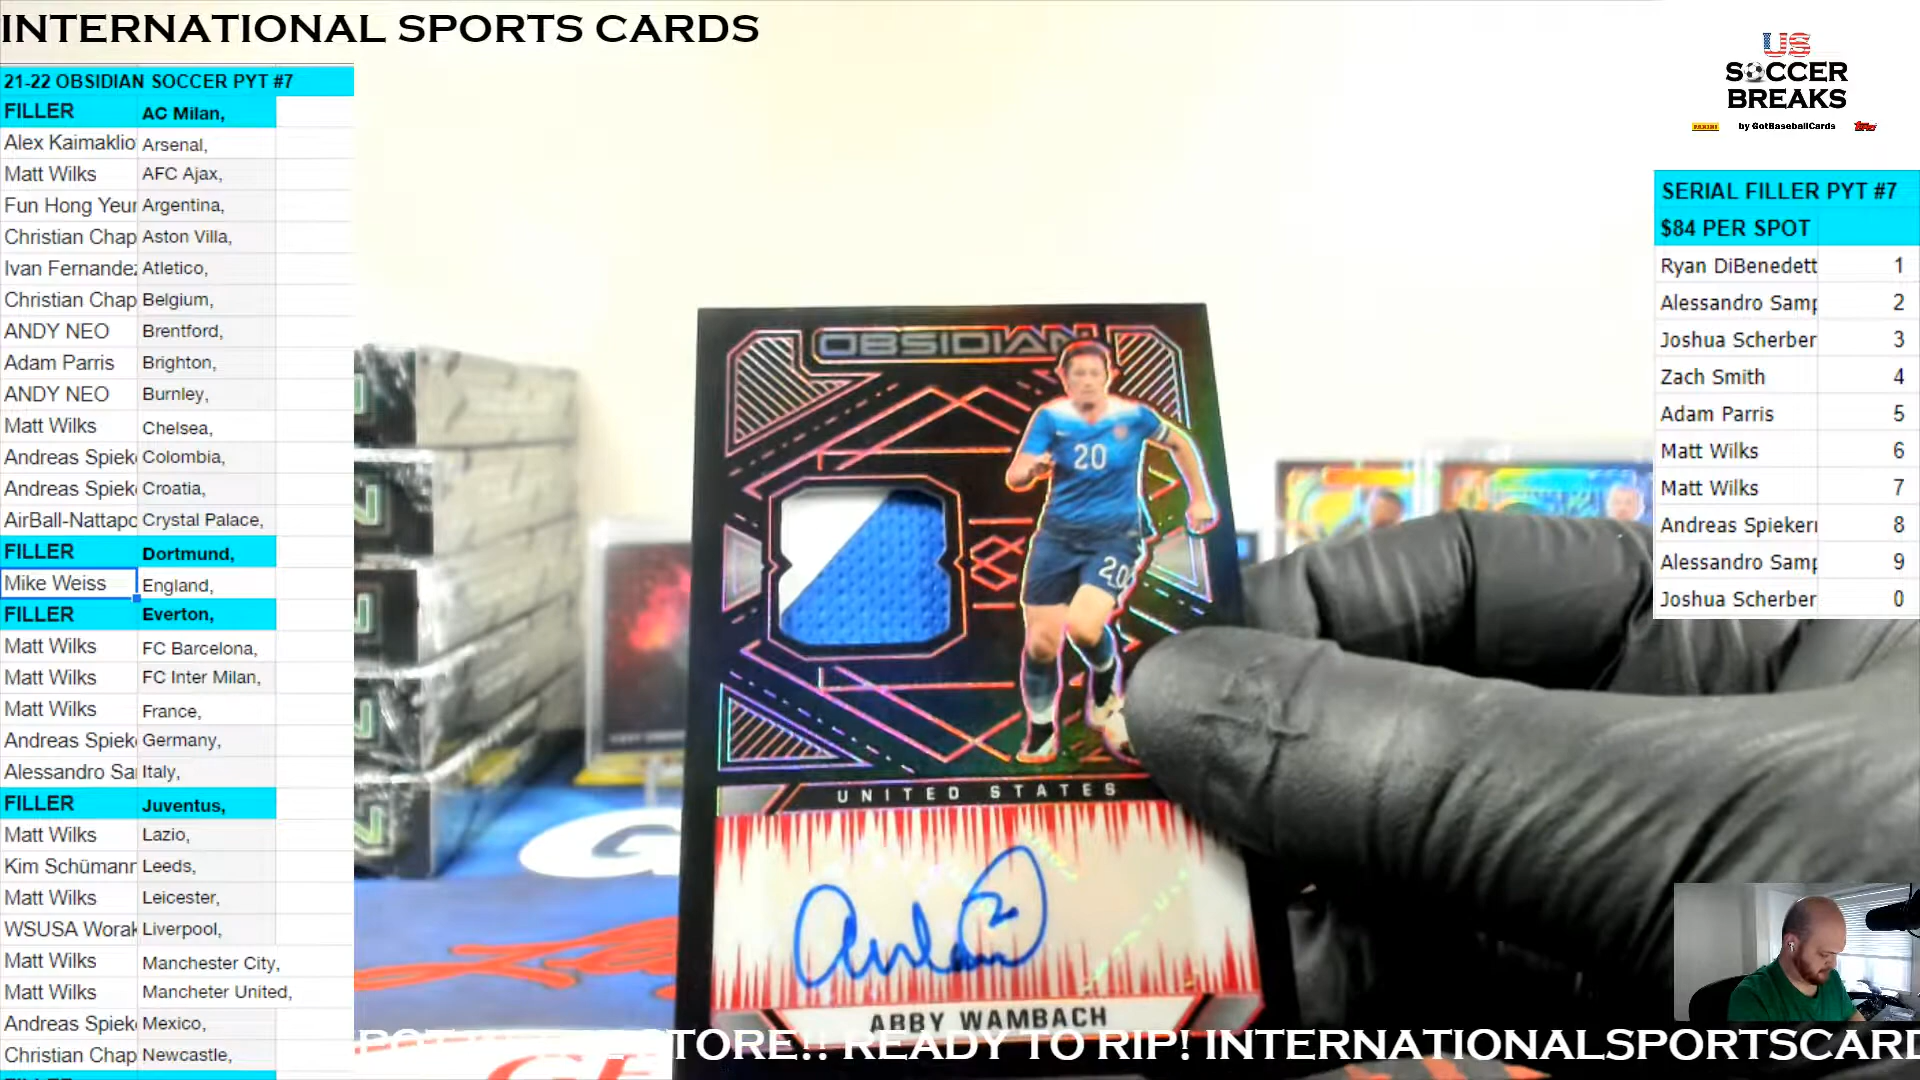 INTERNATIONAL SPORTS CARDS
21-22 OBSIDIAN SOCCER PYT #7
FILLER AC Milan,
Alex Kaimaklio Arsenal,
Matt Wilks AFC Ajax,
Fun Hong Yeur Argentina,
Christian Chap Aston Villa,
Ivan Fernandez Atletico,
Christian Chap Belgium,
ANDY NEO Brentford,
Adam Parris Brighton,
ANDY NEO Burnley,
Matt Wilks Chelsea,
Andreas Spiek Colombia,
Andreas Spiek Croatia,
AirBall-Nattapo Crystal Palace,
FILLER Dortmund,
Mike Weiss England,
FILLER Everton,
Matt Wilks FC Barcelona,
Matt Wilks FC Inter Milan,
Matt Wilks France,
Andreas Spiek Germany,
Alessandro Sa Italy,
FILLER Juventus,
Matt Wilks Lazio,
Kim Schümann Leeds,
Matt Wilks Leicester,
WSUSA Worak Liverpool,
Matt Wilks Manchester City,
Matt Wilks Mancheter United,
Andreas Spiek Mexico,
Christian Chap Newcastle,
OBSIDIAN
20
20
UNITED STATES
ABBY WAMBACH
US
SOCCER
BREAKS
PANINI by GotBaseballCards Topps
SERIAL FILLER PYT #7
$84 PER SPOT
Ryan DiBenedett 1
Alessandro Samp 2
Joshua Scherber 3
Zach Smith 4
Adam Parris 5
Matt Wilks 6
Matt Wilks 7
Andreas Spieker 8
Alessandro Samp 9
Joshua Scherber 0
TORE!! READY TO RIP! INTERNATIONALSPORTSCARD